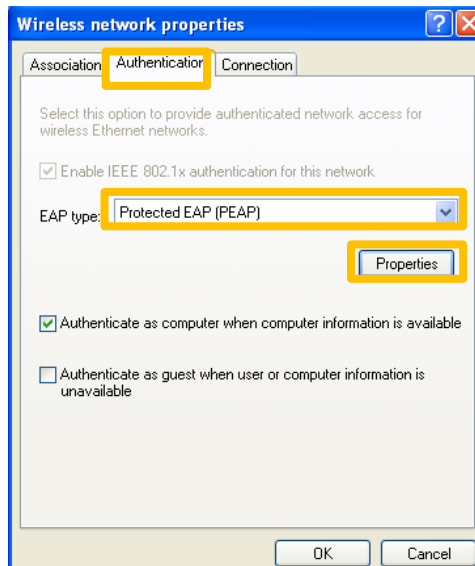 Wireless network properties
Association Authentication Connection
Select this option to provide authenticated network access for
wireless Ethernet networks.
Enable IEEE 802.1x authentication for this network
EAP type: Protected EAP (PEAP)
Properties
Authenticate as computer when computer information is available
Authenticate as guest when user or computer information is
unavailable
OK Cancel